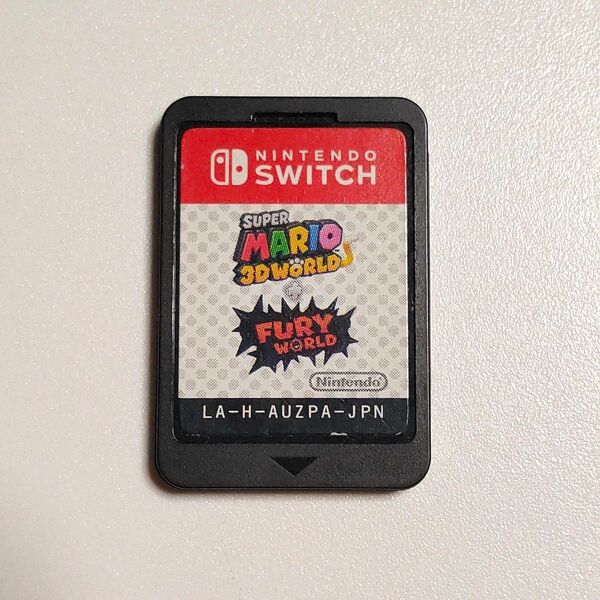 NINTENDO
SWITCH
SUPER
MARIO
3D WORLD
+
FURY
WORLD
Nintendo
LA-H-AUZPA-JPN